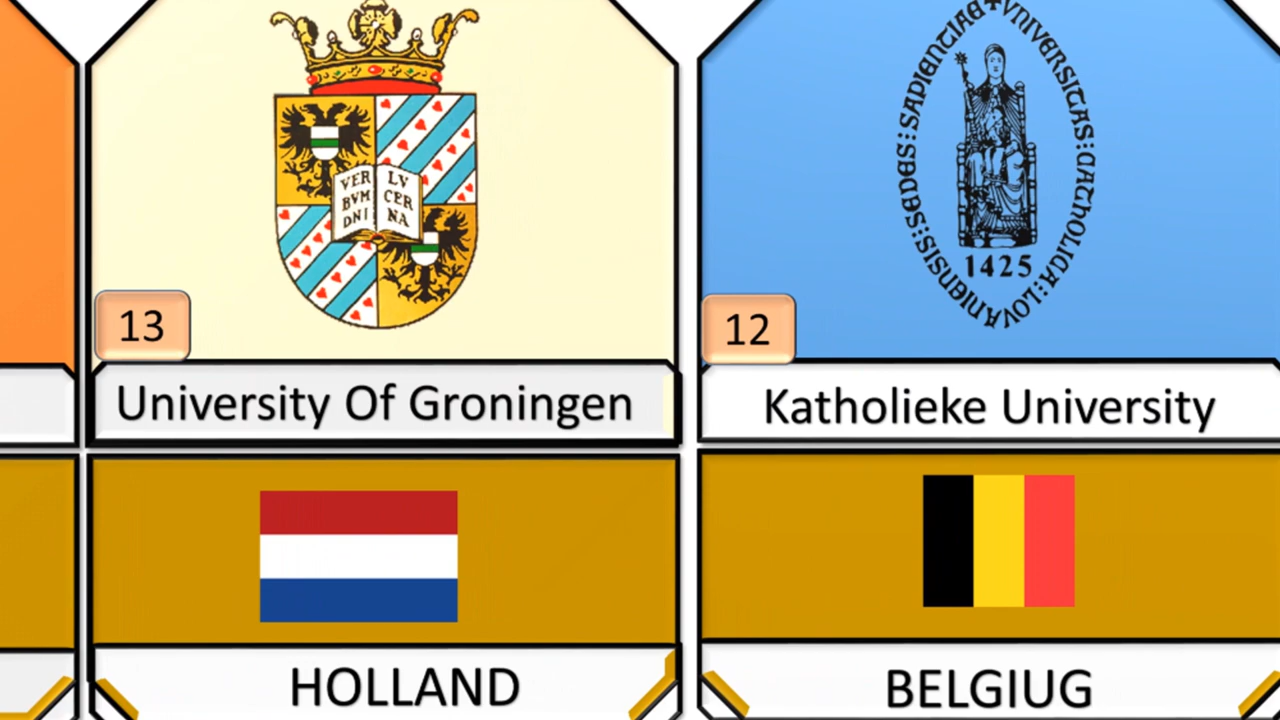 VER LV
BVM CER
DNI NA
13
University Of Groningen
HOLLAND
SEDES:SAPIENTIAE UNIVERSITAS:CATHOLICA:LOVANIENSIS:
1425
12
Katholieke University
BELGIUG